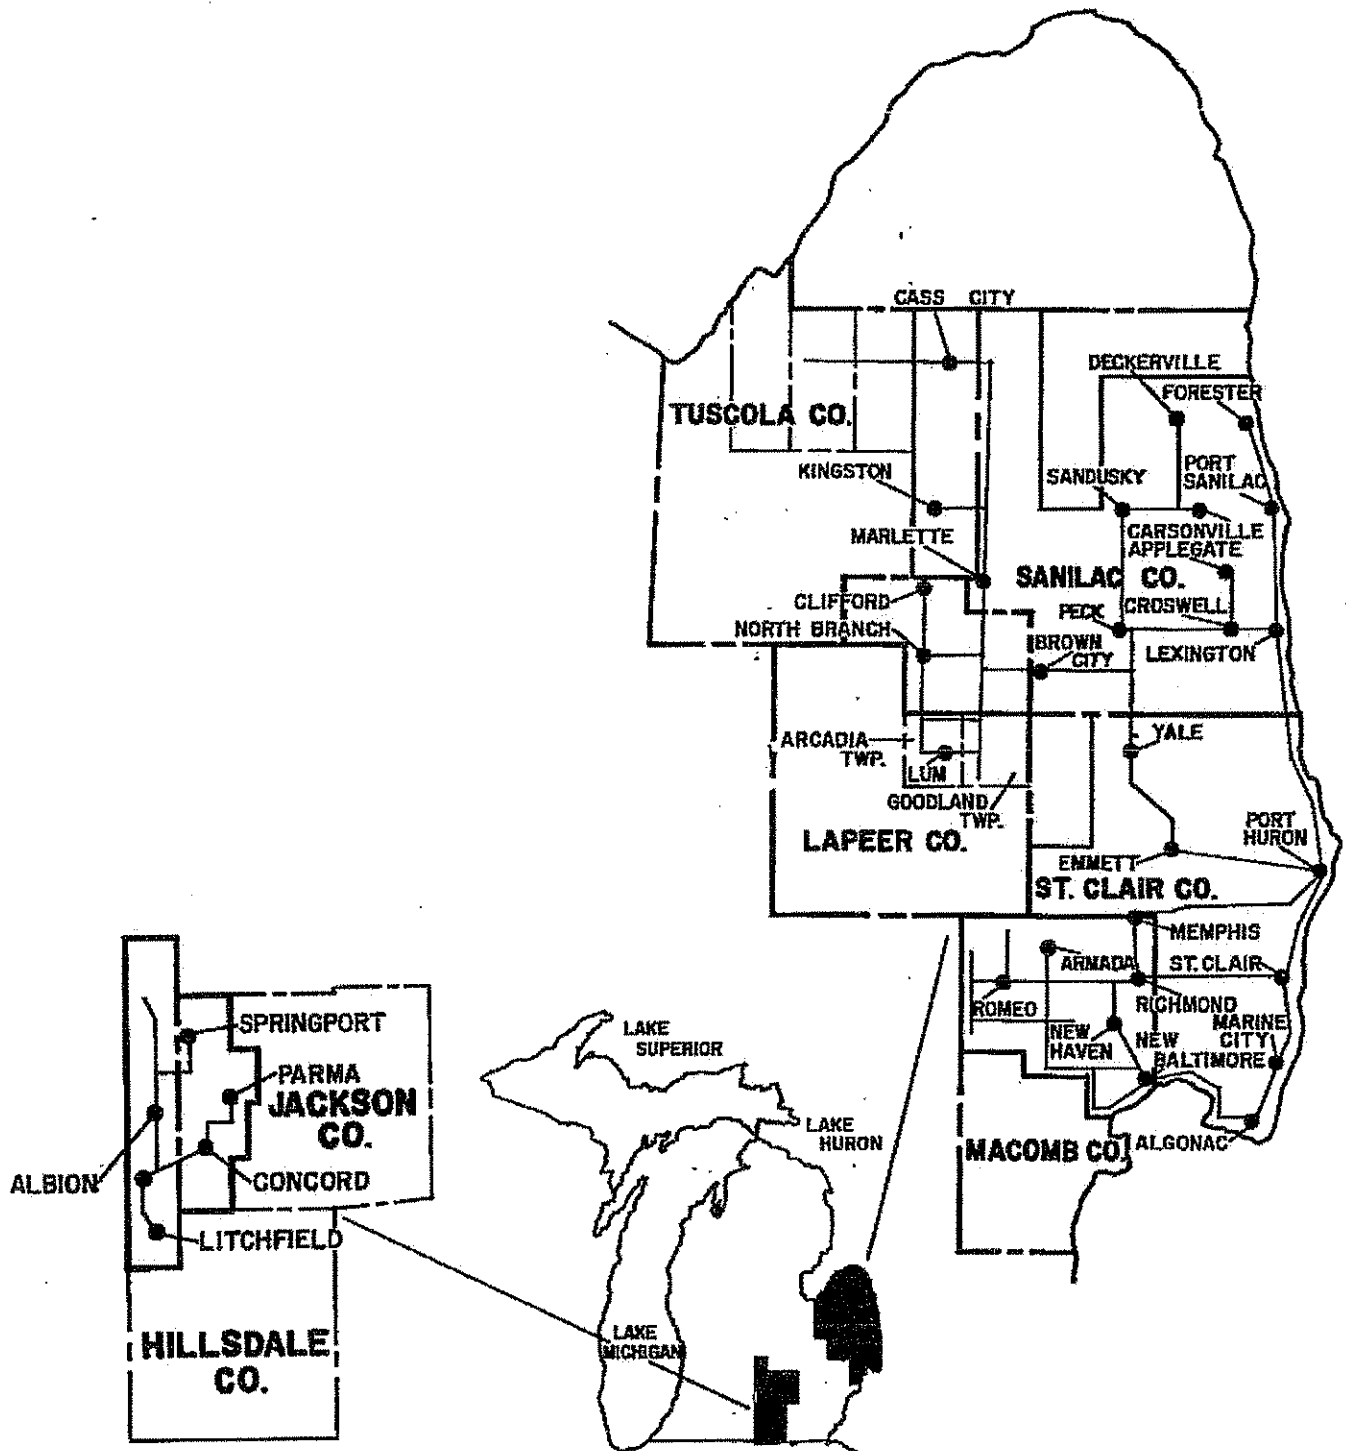 CASS CITY
DECKERVILLE
FORESTER
TUSCOLA CO.
KINGSTON
SANDUSKY
PORT
SANILAC
MARLETTE
CARSONVILLE
APPLEGATE
SANILAC CO.
CLIFFORD
PECK
CROSWELL
NORTH BRANCH
BROWN
CITY
LEXINGTON
ARCADIA
TWP.
YALE
LUM
GOODLAND
TWP.
LAPEER CO.
PORT
HURON
EMMETT
ST. CLAIR CO.
MEMPHIS
ARMADA
ST. CLAIR
ROMEO
RICHMOND
NEW
HAVEN
NEW
BALTIMORE
MARINE
CITY
MACOMB CO.
ALGONAC
SPRINGPORT
PARMA
JACKSON
CO.
ALBION
CONCORD
LITCHFIELD
HILLSDALE
CO.
LAKE
SUPERIOR
LAKE
HURON
LAKE
MICHIGAN